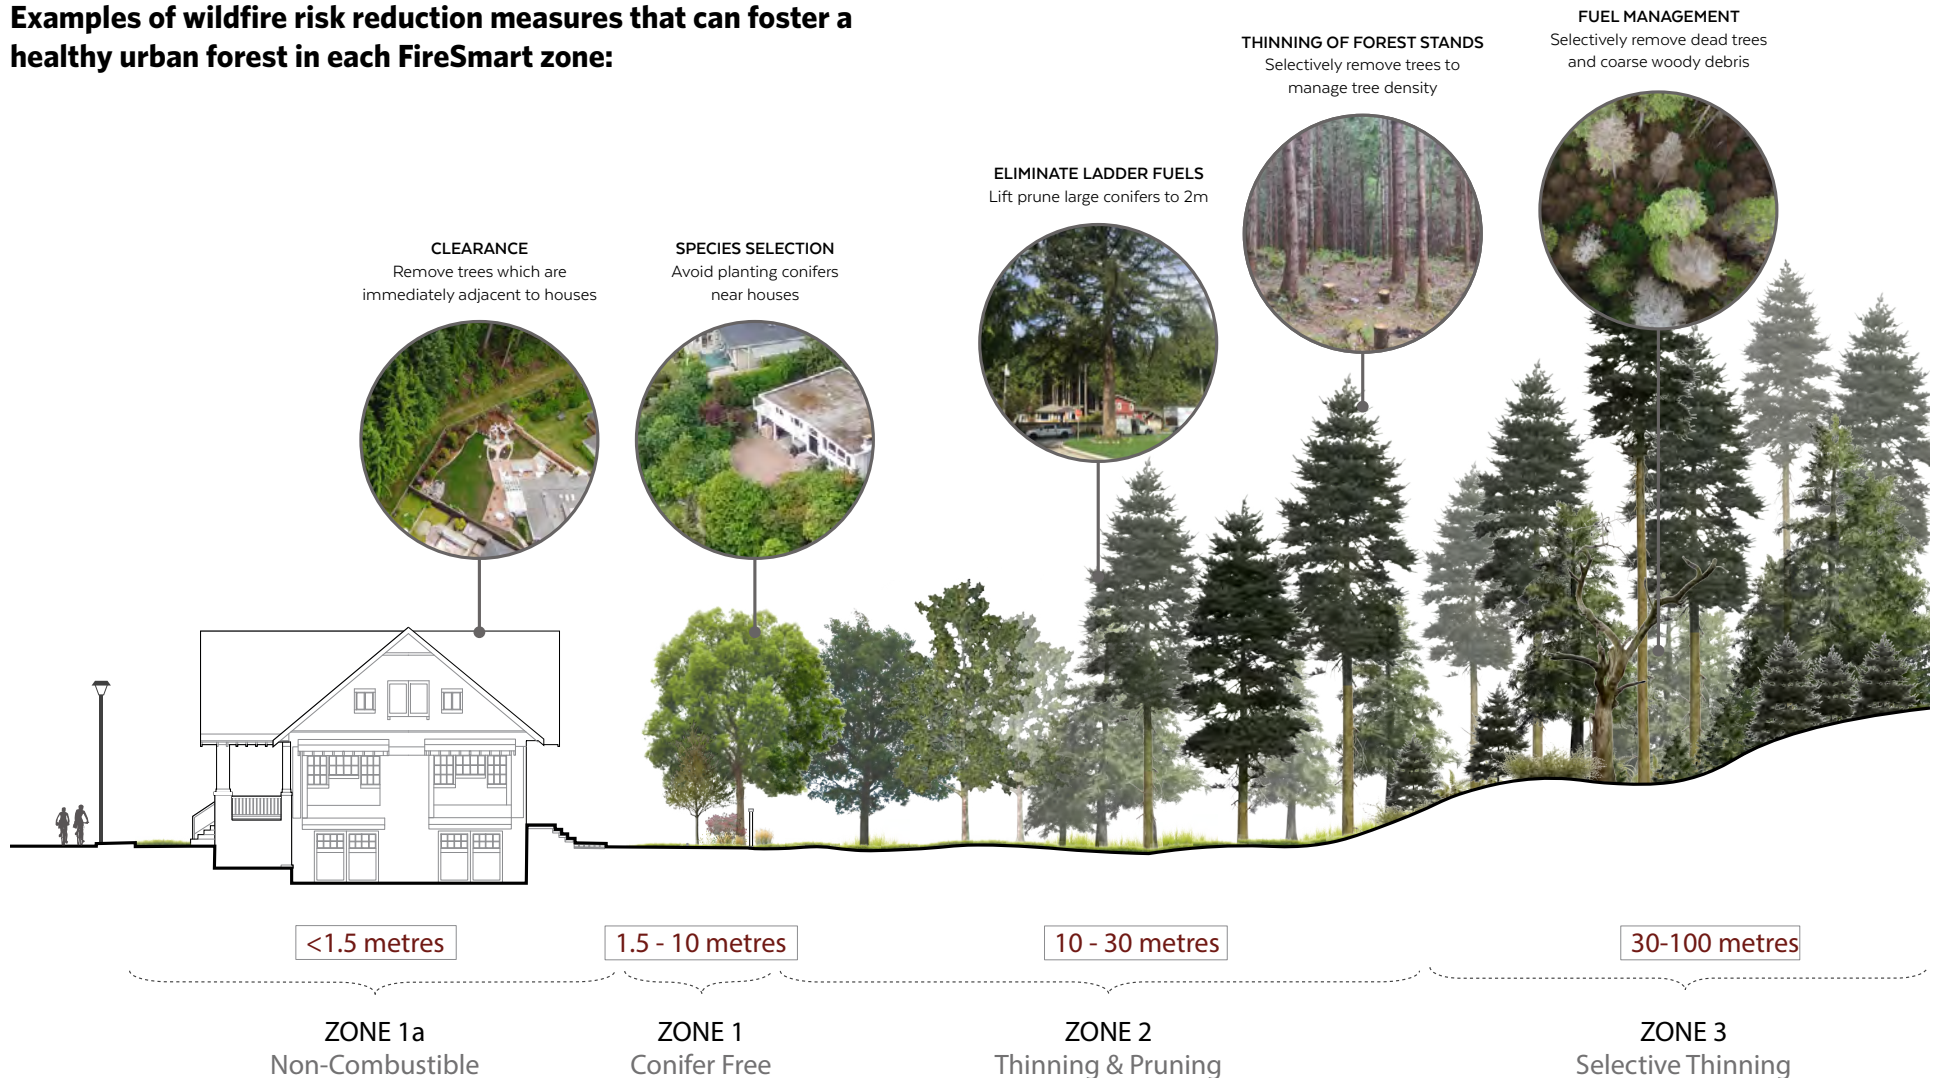 Examples of wildfire risk reduction measures that can foster a
healthy urban forest in each FireSmart zone:
CLEARANCE
Remove trees which are
immediately adjacent to houses
SPECIES SELECTION
Avoid planting conifers
near houses
ELIMINATE LADDER FUELS
Lift prune large conifers to 2m
THINNING OF FOREST STANDS
Selectively remove trees to
manage tree density
FUEL MANAGEMENT
Selectively remove dead trees
and coarse woody debris
<1.5 metres
1.5 - 10 metres
10 - 30 metres
30-100 metres
ZONE 1a
Non-Combustible
ZONE 1
Conifer Free
ZONE 2
Thinning & Pruning
ZONE 3
Selective Thinning